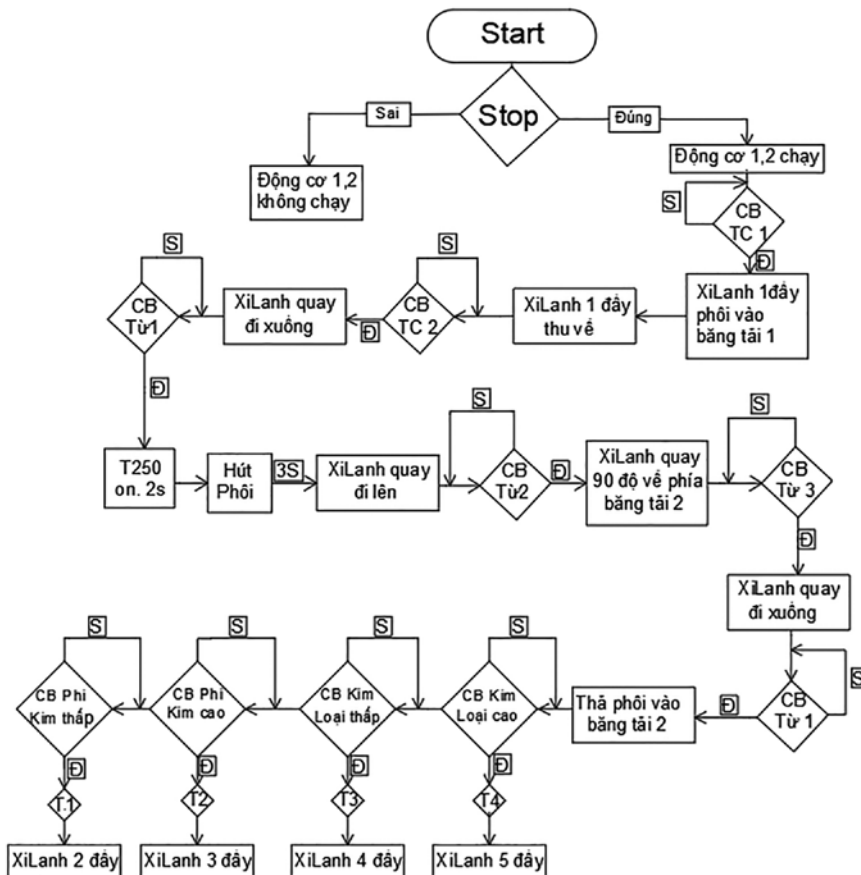 Start
Stop
Sai
Đúng
Động cơ 1,2
không chạy
Động cơ 1,2 chạy
S
CB
TC 1
Đ
XiLanh 1đẩy
phôi vào
băng tải 1
XiLanh 1 đẩy
thu về
S
CB
TC 2
Đ
XiLanh quay
đi xuống
S
CB
Từ1
Đ
T250
on. 2s
Hút
Phôi
3S
XiLanh quay
đi lên
S
CB
Từ2
Đ
XiLanh quay
90 độ về phía
băng tải 2
S
CB
Từ 3
Đ
XiLanh quay
đi xuống
S
CB
Từ 1
Đ
Thả phôi vào
băng tải 2
S
CB Kim
Loại cao
Đ
T4
XiLanh 5 đẩy
S
CB Kim
Loại thấp
Đ
T3
XiLanh 4 đẩy
S
CB Phi
Kim cao
Đ
T2
XiLanh 3 đẩy
S
CB Phi
Kim thấp
Đ
T.1
XiLanh 2 đẩy